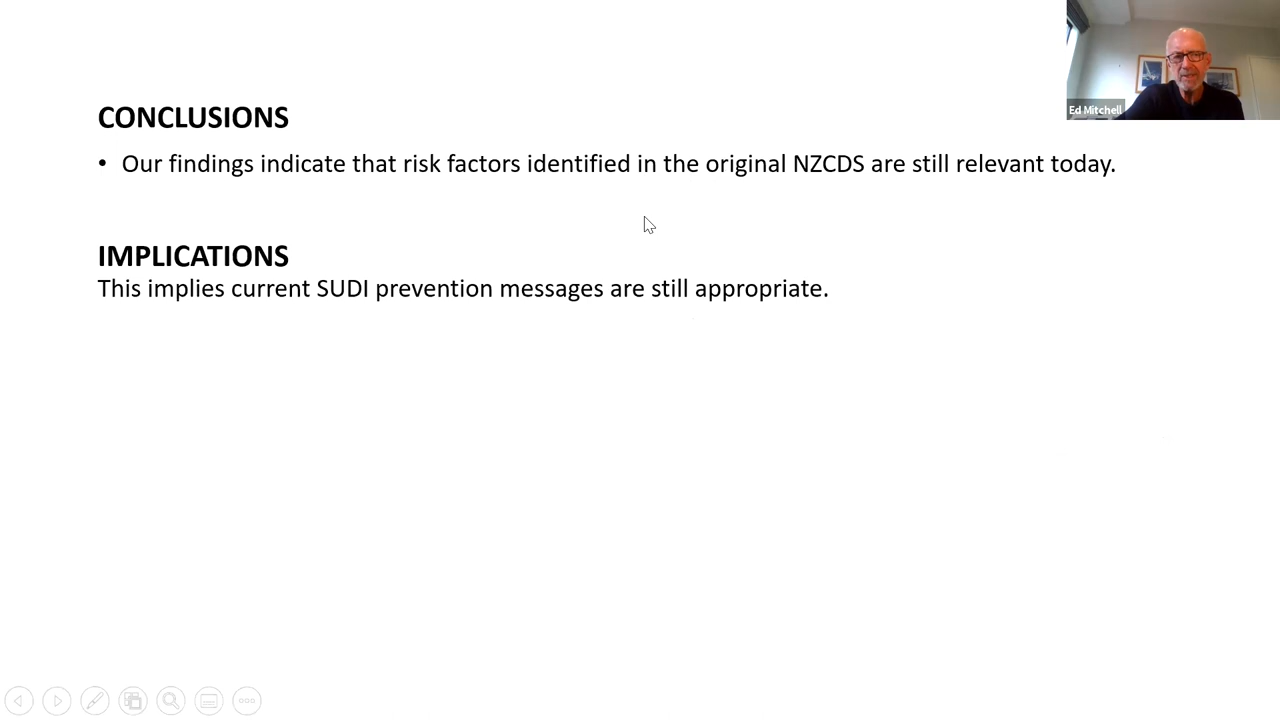 CONCLUSIONS
• Our findings indicate that risk factors identified in the original NZCDS are still relevant today.
IMPLICATIONS
This implies current SUDI prevention messages are still appropriate.
Ed Mitchell